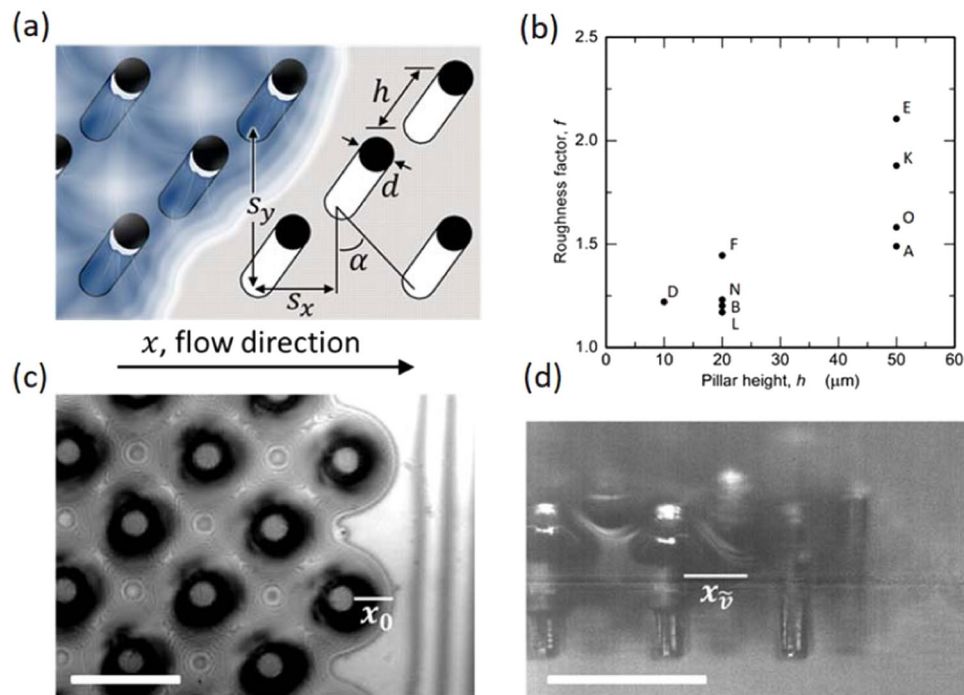 (a)
h
d
s_y
α
s_x
x, flow direction
(b)
2.5
2.0
1.5
1.0
Roughness factor, f
E
K
O
A
F
N
B
L
D
0 10 20 30 40 50 60
Pillar height, h (μm)
(c)
x_0
(d)
x_ṽ